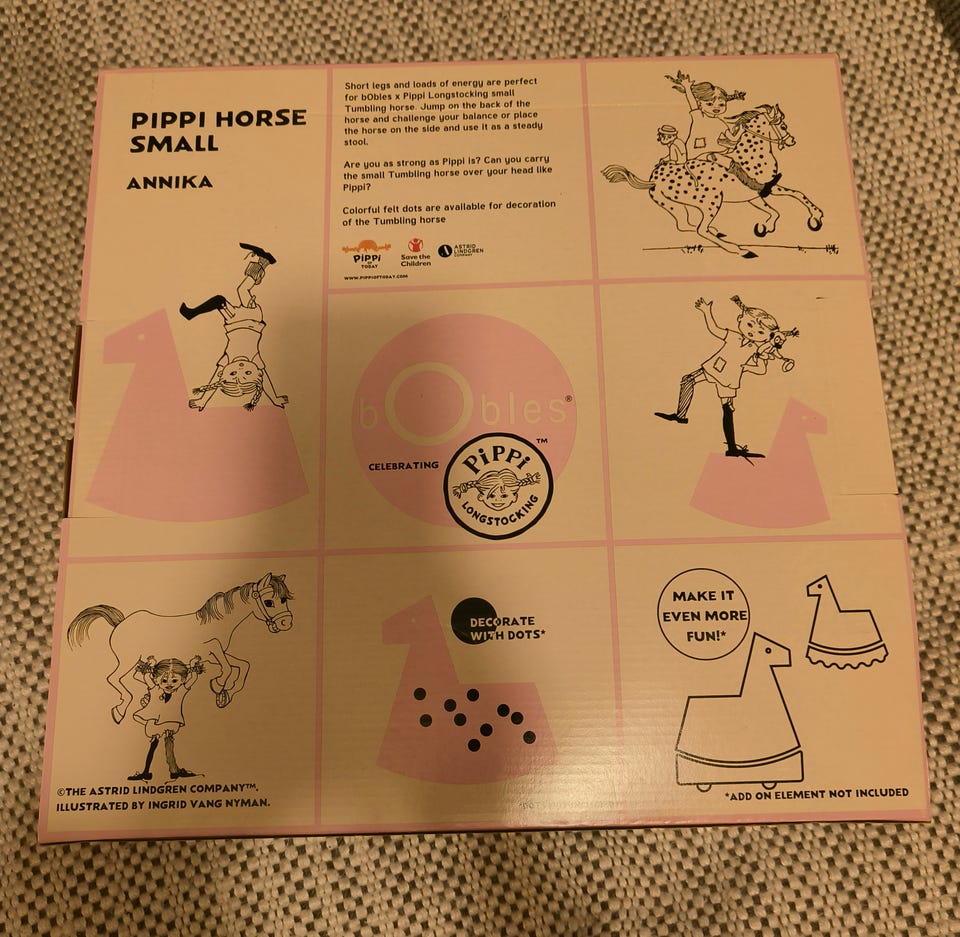 PIPPI HORSE
SMALL
ANNIKA
Short legs and loads of energy are perfect
for bObles x Pippi Longstocking small
Tumbling horse. Jump on the back of the
horse and challenge your balance or place
the horse on the side and use it as a steady
stool.
Are you as strong as Pippi is? Can you carry
the small Tumbling horse over your head like
Pippi?
Colorful felt dots are available for decoration
of the Tumbling horse
PiPPi
OF
TODAY
Save the
Children
ASTRID
LINDGREN
COMPANY
WWW.PIPPIOFTODAY.COM
bObles®
CELEBRATING
PiPPi
LONGSTOCKING
™
DECORATE
WITH DOTS*
MAKE IT
EVEN MORE
FUN!*
©THE ASTRID LINDGREN COMPANY™.
ILLUSTRATED BY INGRID VANG NYMAN.
*ADD ON ELEMENT NOT INCLUDED